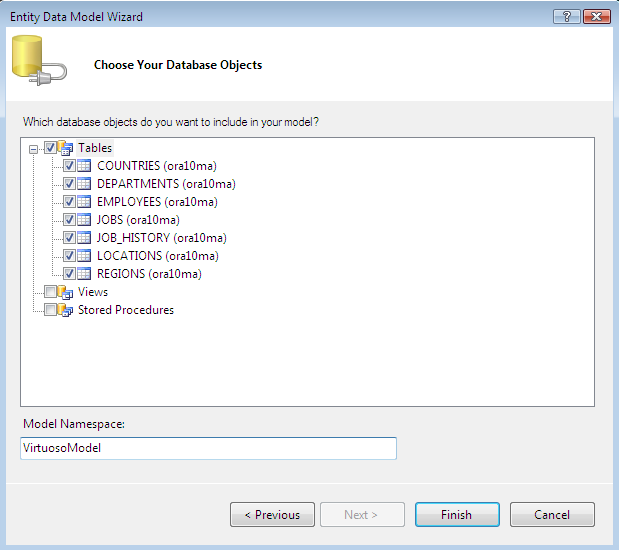 Entity Data Model Wizard
Choose Your Database Objects
Which database objects do you want to include in your model?
Tables
COUNTRIES (ora10ma)
DEPARTMENTS (ora10ma)
EMPLOYEES (ora10ma)
JOBS (ora10ma)
JOB_HISTORY (ora10ma)
LOCATIONS (ora10ma)
REGIONS (ora10ma)
Views
Stored Procedures
Model Namespace:
VirtuosoModel
< Previous
Next >
Finish
Cancel